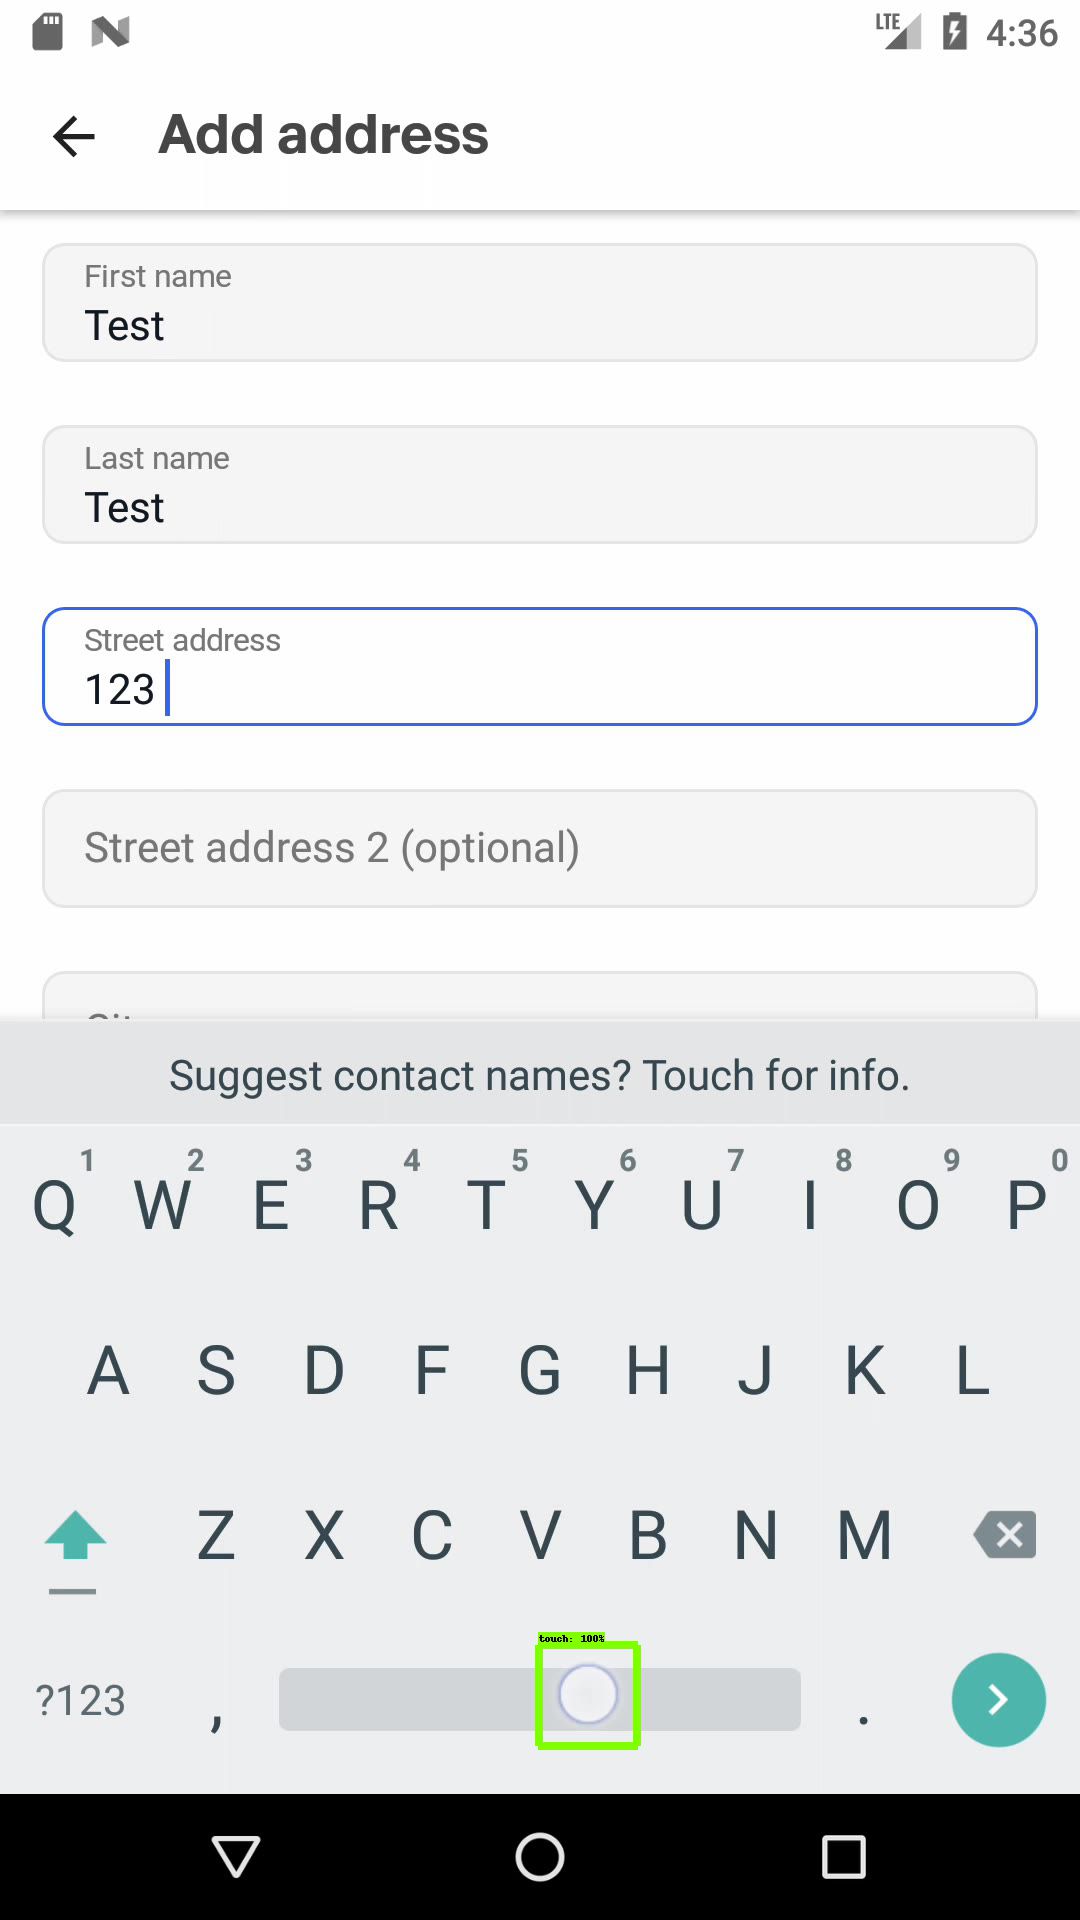 LTE 4:36
Add address
First name
Test
Last name
Test
Street address
123
Street address 2 (optional)
Suggest contact names? Touch for info.
1 2 3 4 5 6 7 8 9 0
Q W E R T Y U I O P
A S D F G H J K L
Z X C V B N M
touch: 100%
?123 , .